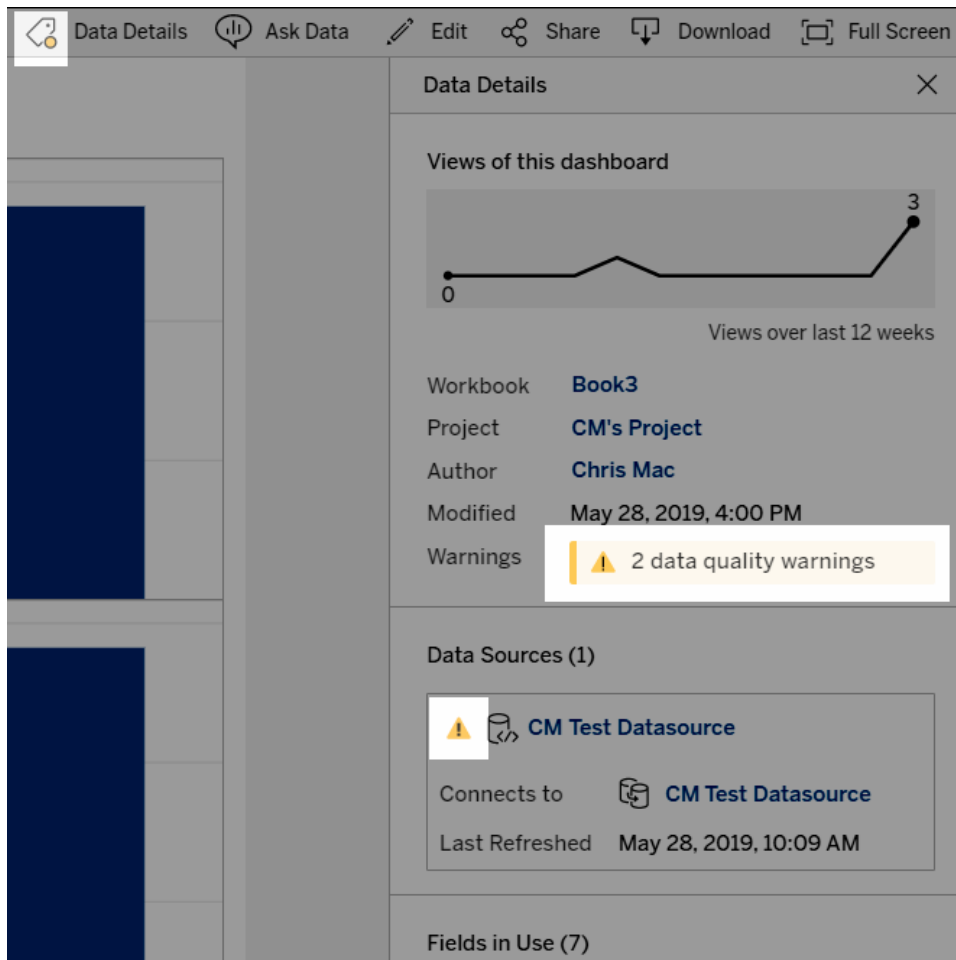 Data Details Ask Data Edit Share Download Full Screen
Data Details
Views of this dashboard
3
0
Views over last 12 weeks
Workbook Book3
Project CM's Project
Author Chris Mac
Modified May 28, 2019, 4:00 PM
Warnings 2 data quality warnings
Data Sources (1)
CM Test Datasource
Connects to CM Test Datasource
Last Refreshed May 28, 2019, 10:09 AM
Fields in Use (7)